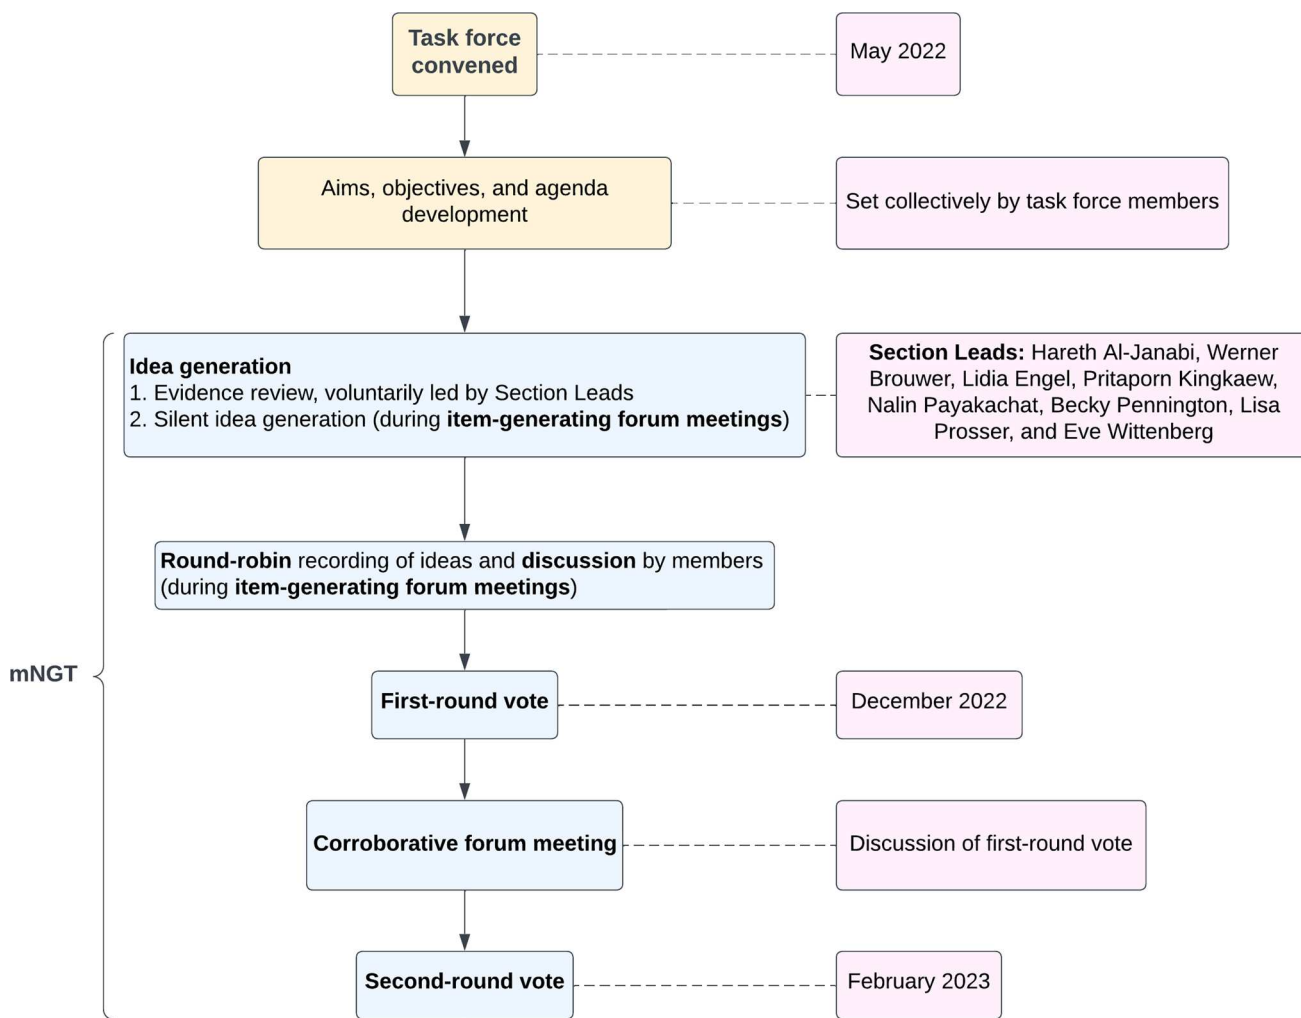 Task force
convened
May 2022
Aims, objectives, and agenda
development
Set collectively by task force members
Idea generation
1. Evidence review, voluntarily led by Section Leads
2. Silent idea generation (during item-generating forum meetings)
Section Leads: Hareth Al-Janabi, Werner
Brouwer, Lidia Engel, Pritaporn Kingkaew,
Nalin Payakachat, Becky Pennington, Lisa
Prosser, and Eve Wittenberg
Round-robin recording of ideas and discussion by members
(during item-generating forum meetings)
mNGT
First-round vote
December 2022
Corroborative forum meeting
Discussion of first-round vote
Second-round vote
February 2023